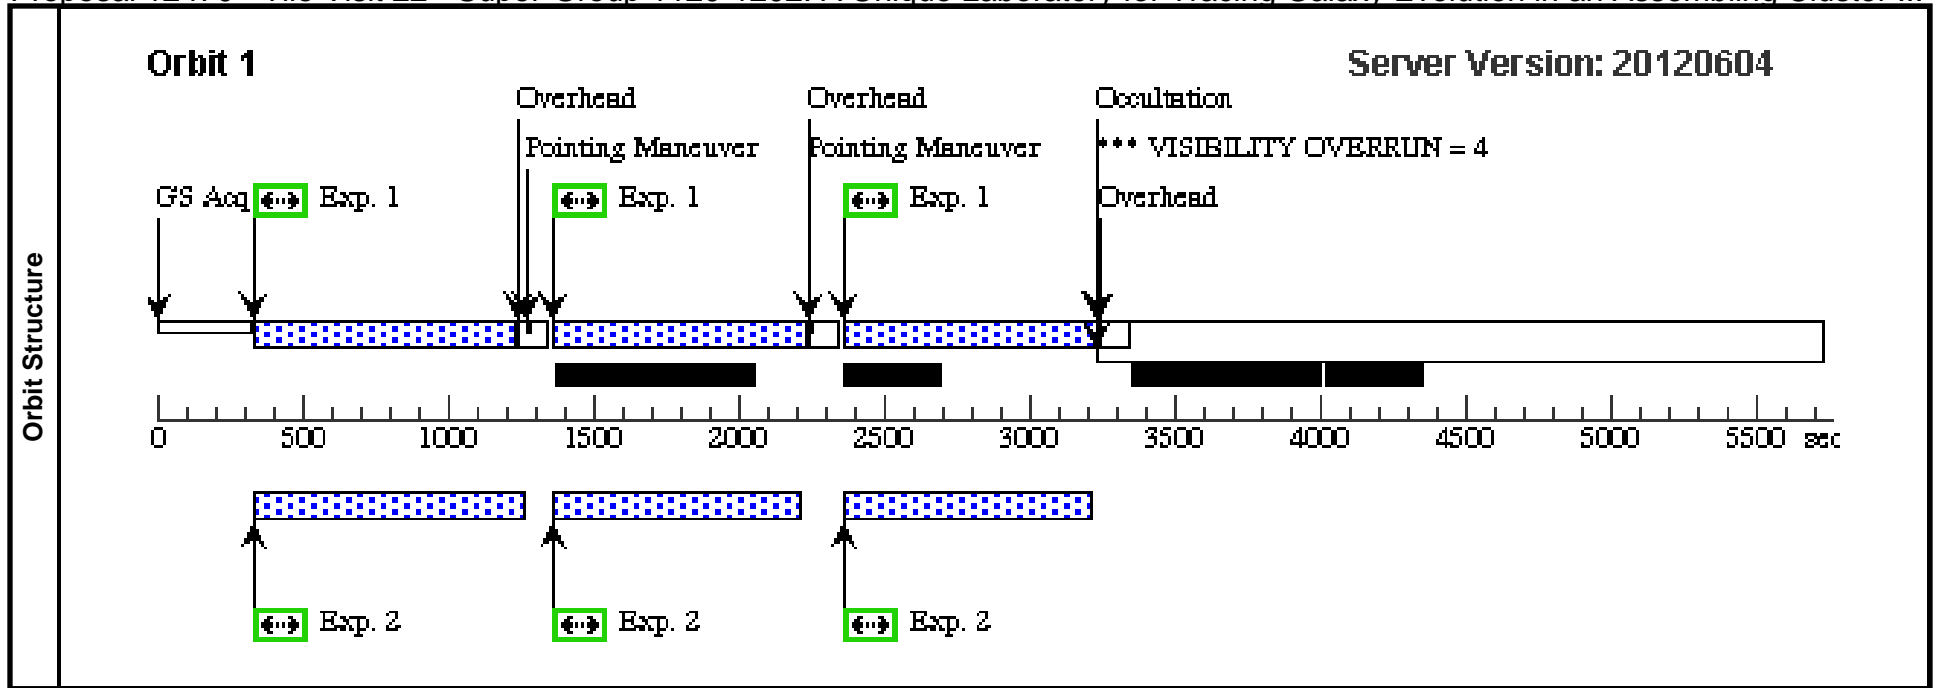 Orbit 1
Server Version: 20120604
Overhead Overhead Occultation
Pointing Maneuver Pointing Maneuver *** VISIBILITY OVERRUN = 4
GS Acq Exp. 1 Exp. 1 Exp. 1 Overhead
Orbit Structure
0 500 1000 1500 2000 2500 3000 3500 4000 4500 5000 5500 sec
Exp. 2 Exp. 2 Exp. 2